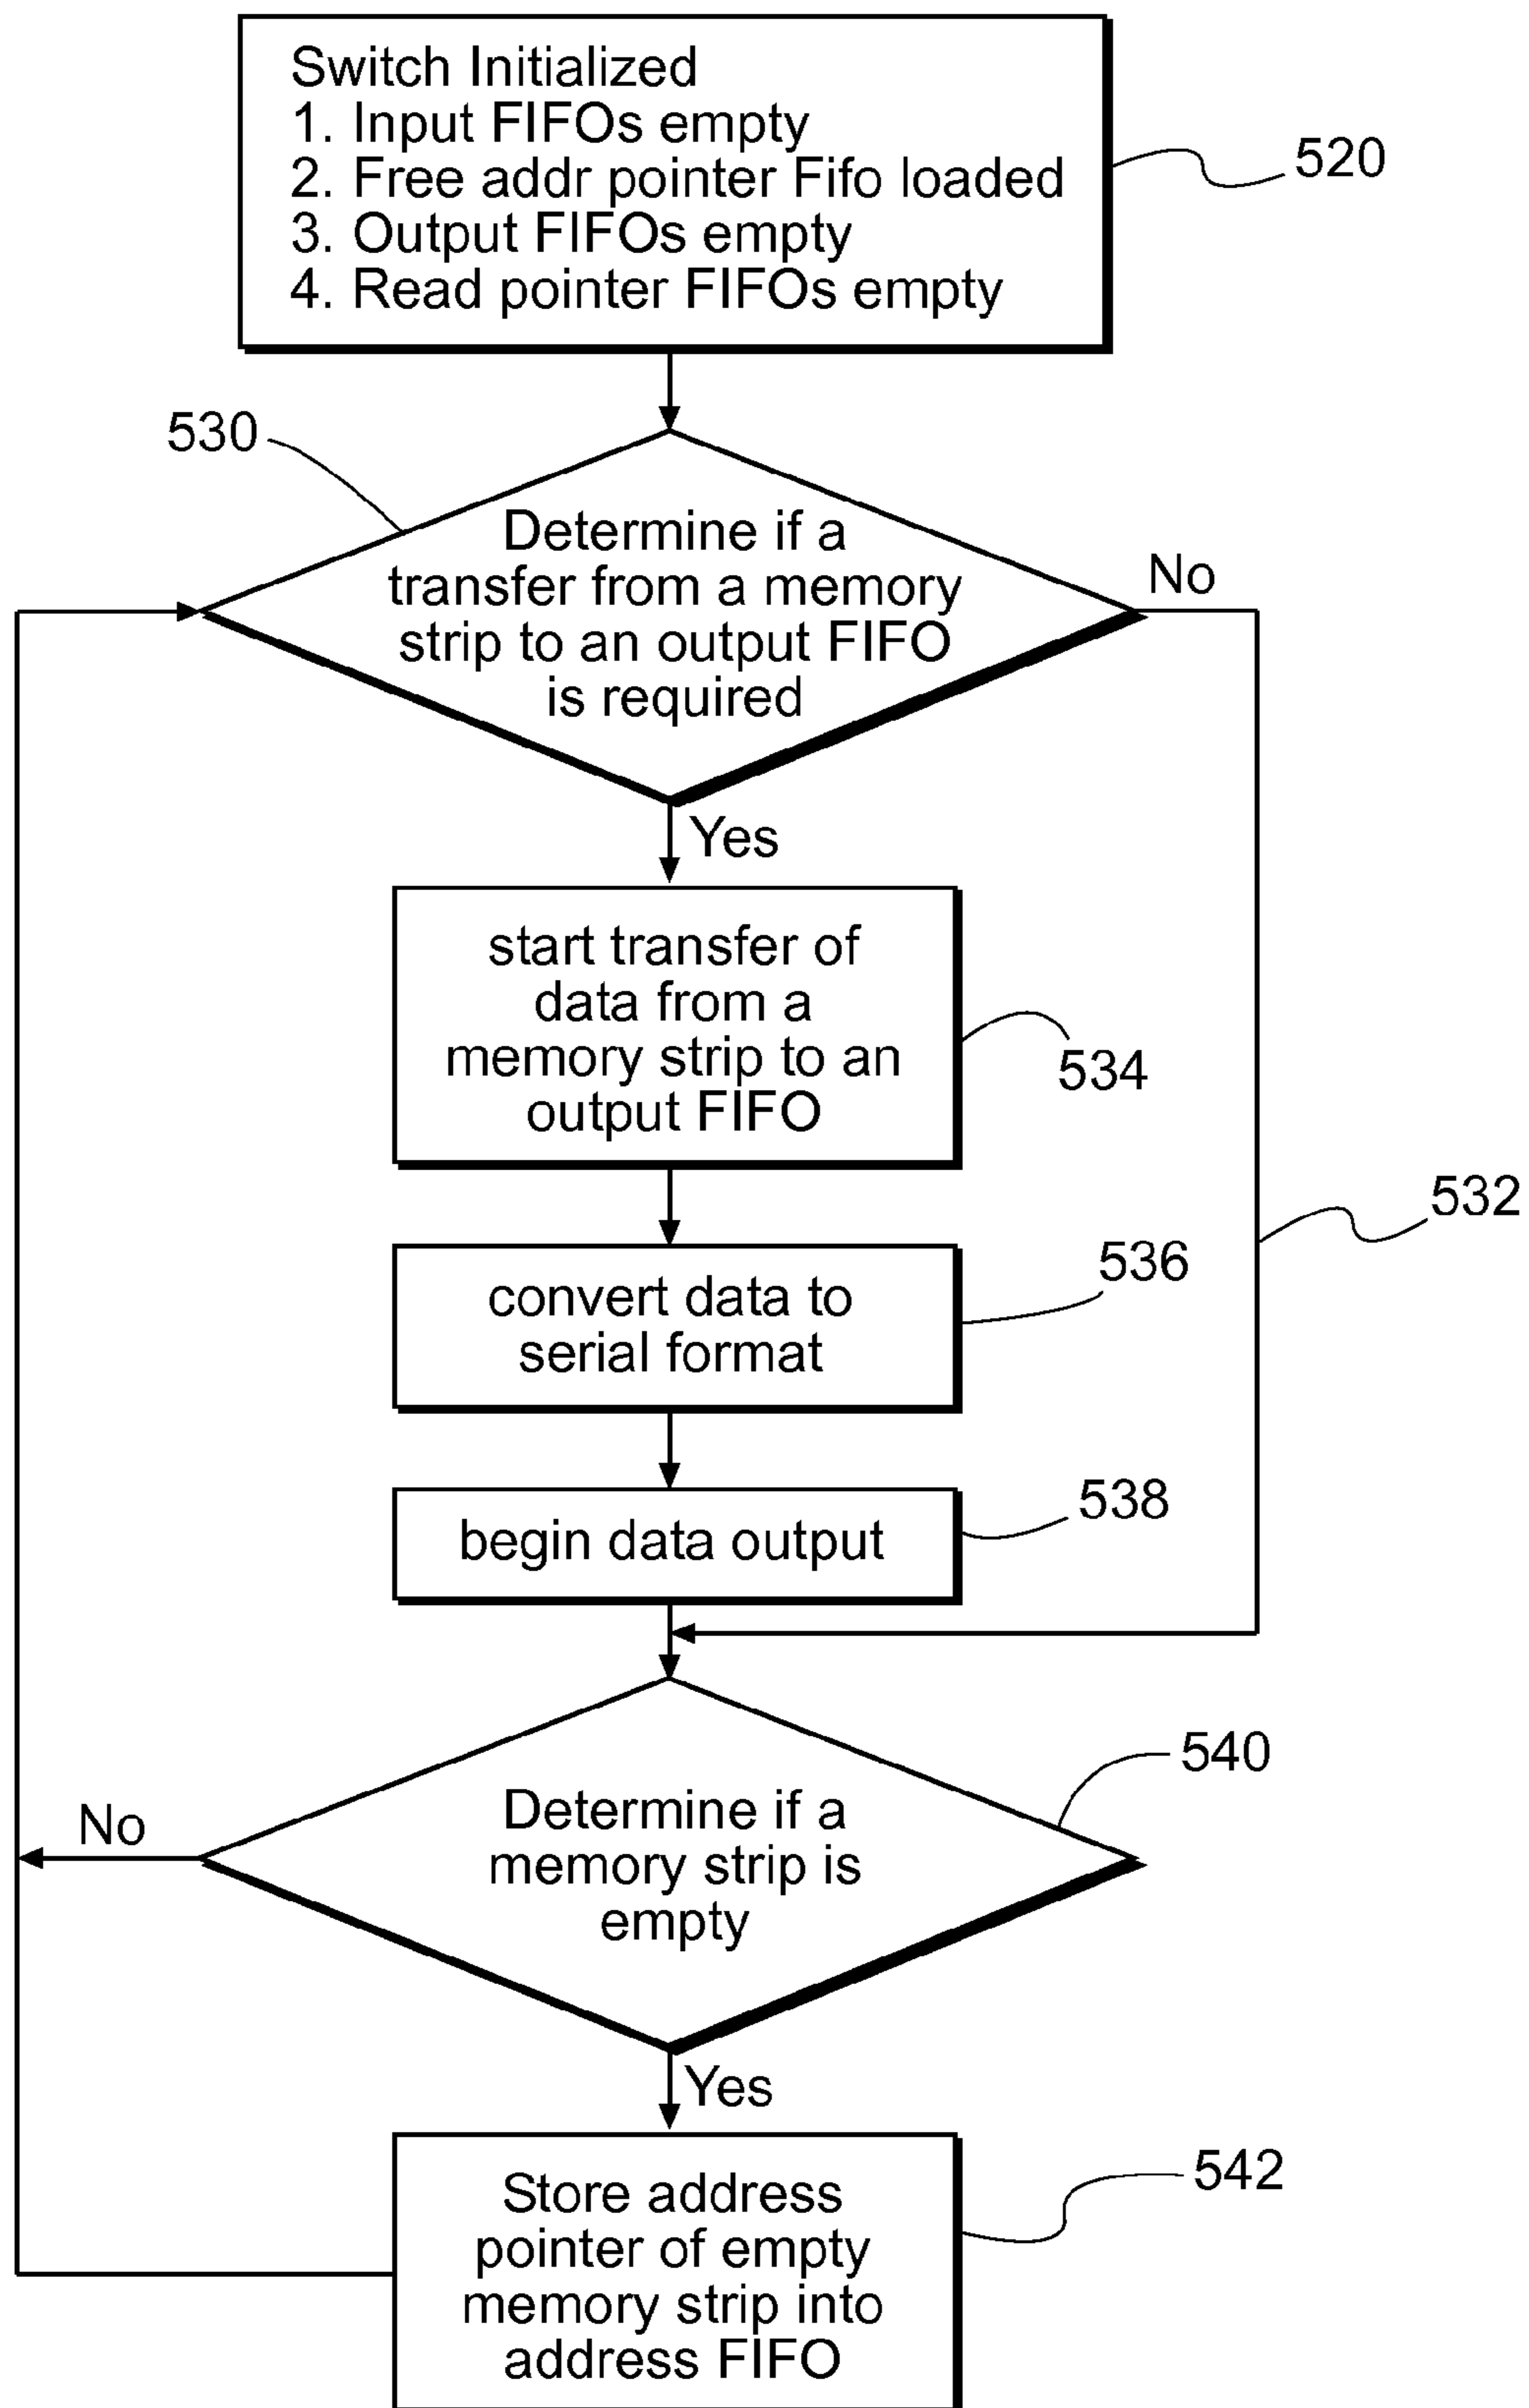 Switch Initialized
1. Input FIFOs empty
2. Free addr pointer Fifo loaded
3. Output FIFOs empty
4. Read pointer FIFOs empty
520
530
Determine if a
transfer from a memory
strip to an output FIFO
is required
No
Yes
start transfer of
data from a
memory strip to an
output FIFO
534
532
convert data to
serial format
536
begin data output
538
540
Determine if a
memory strip is
empty
No
Yes
Store address
pointer of empty
memory strip into
address FIFO
542